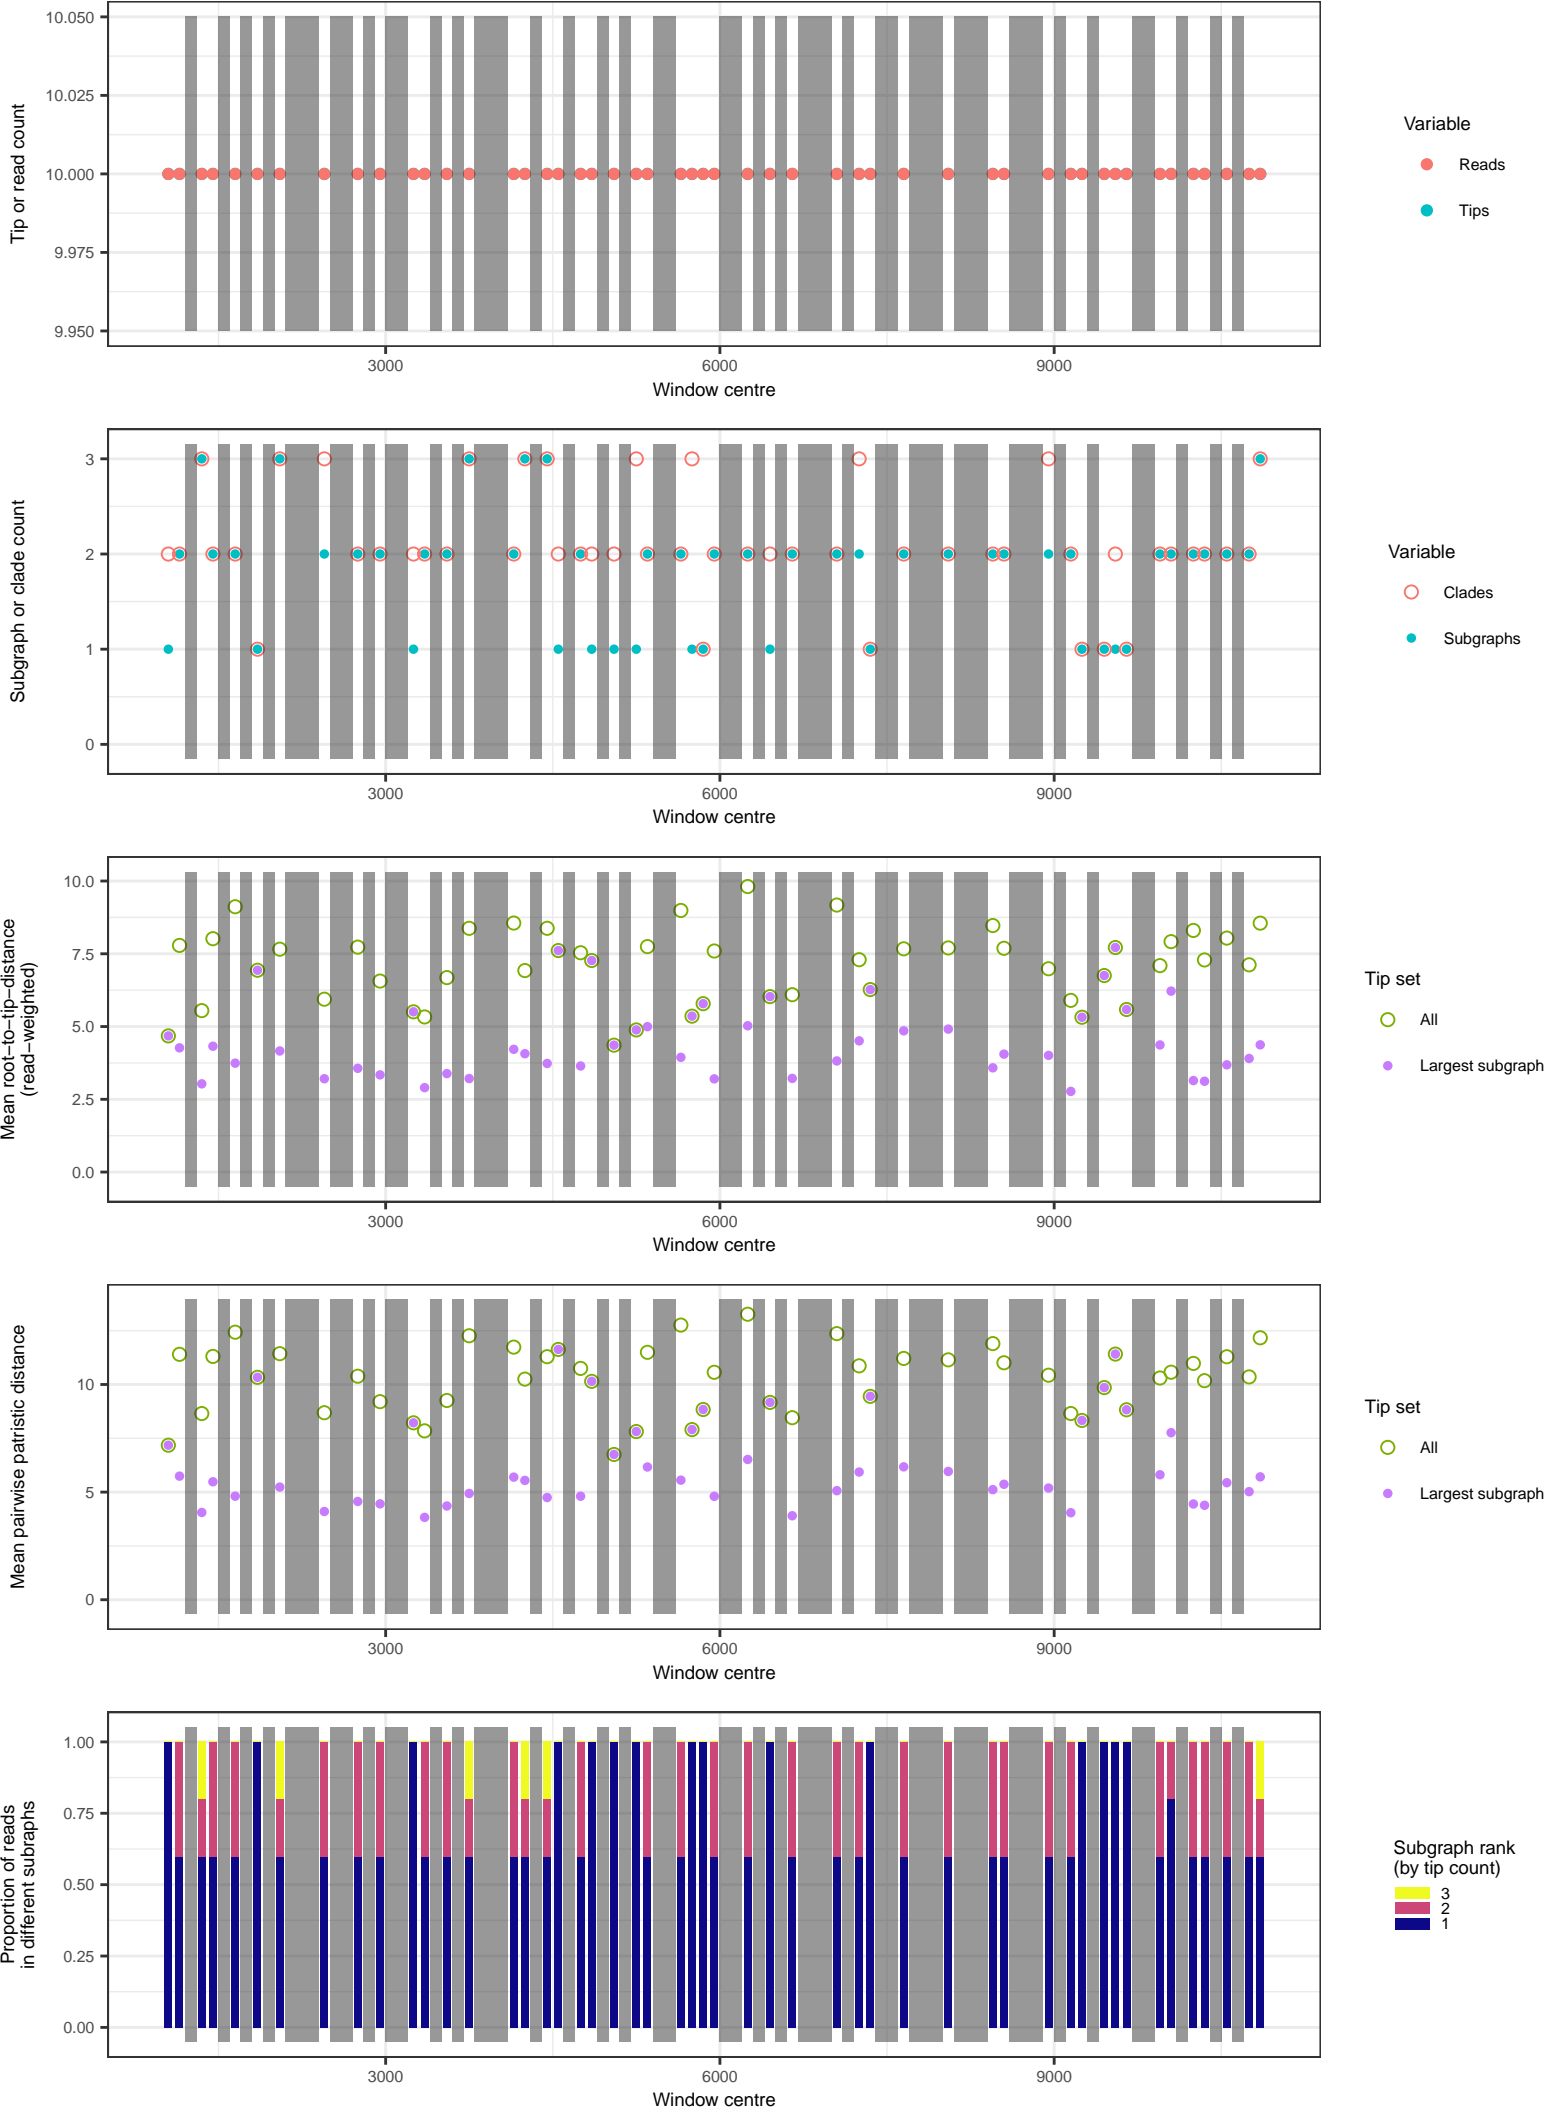 10.050
10.025
10.000
9.975
9.950
Tip or read count
3000
6000
9000
Window centre
Variable
Reads
Tips
3
2
1
0
Subgraph or clade count
3000
6000
9000
Window centre
Variable
Clades
Subgraphs
10.0
7.5
5.0
2.5
0.0
Mean root−to−tip−distance
(read−weighted)
3000
6000
9000
Window centre
Tip set
All
Largest subgraph
10
5
0
Mean pairwise patristic distance
3000
6000
9000
Window centre
Tip set
All
Largest subgraph
1.00
0.75
0.50
0.25
0.00
Proportion of reads
in different subraphs
3000
6000
9000
Window centre
Subgraph rank
(by tip count)
3
2
1